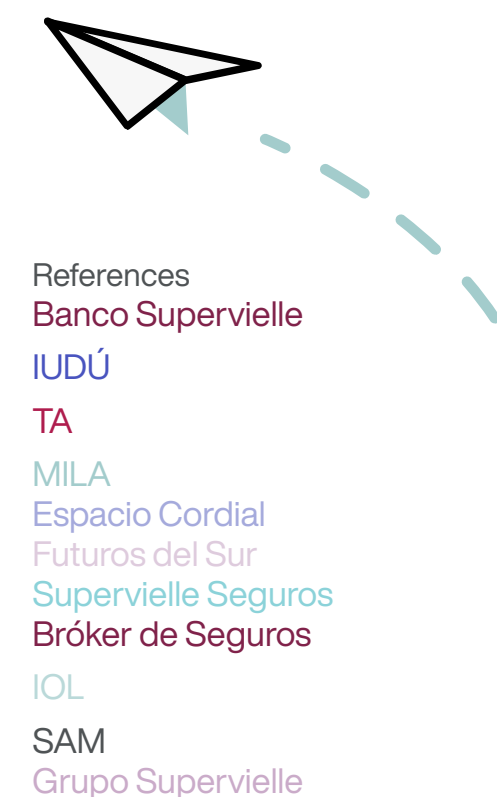 References
Banco Supervielle
IUDÚ
TA
MILA
Espacio Cordial
Futuros del Sur
Supervielle Seguros
Bróker de Seguros
IOL
SAM
Grupo Supervielle